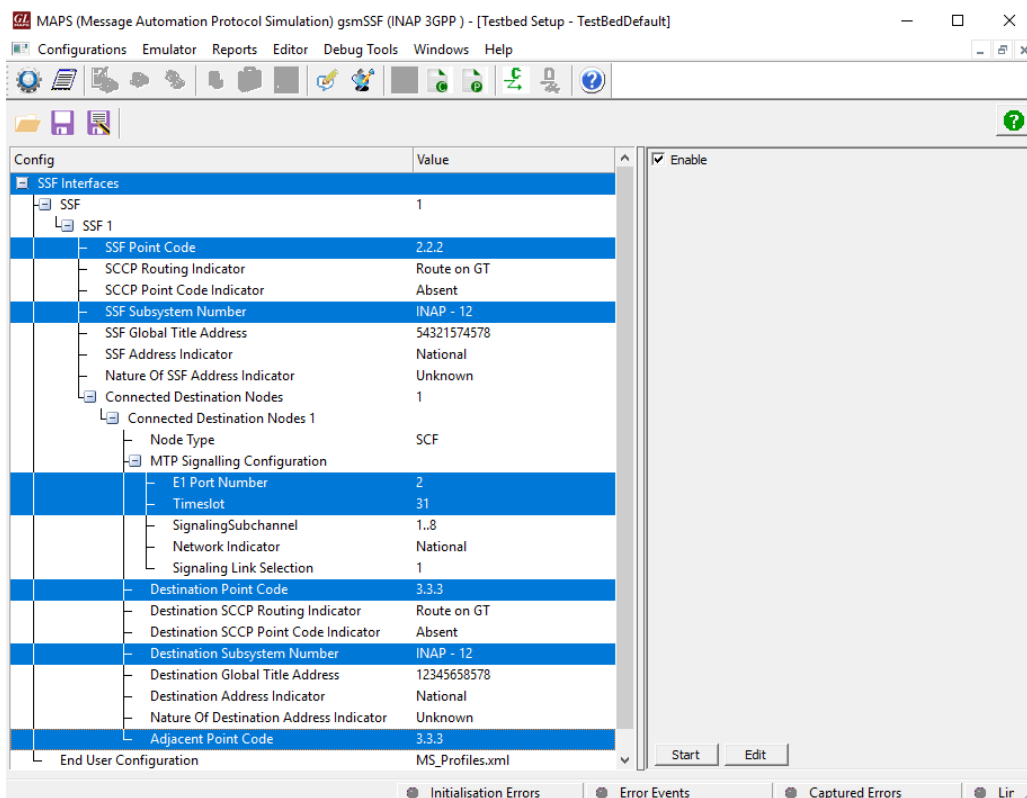 GL MAPS MAPS (Message Automation Protocol Simulation) gsmSSF (INAP 3GPP ) - [Testbed Setup - TestBedDefault]
Configurations Emulator Reports Editor Debug Tools Windows Help
Config Value
Enable
SSF Interfaces
SSF 1
SSF 1
SSF Point Code 2.2.2
SCCP Routing Indicator Route on GT
SCCP Point Code Indicator Absent
SSF Subsystem Number INAP - 12
SSF Global Title Address 54321574578
SSF Address Indicator National
Nature Of SSF Address Indicator Unknown
Connected Destination Nodes 1
Connected Destination Nodes 1
Node Type SCF
MTP Signalling Configuration
E1 Port Number 2
Timeslot 31
SignalingSubchannel 1..8
Network Indicator National
Signaling Link Selection 1
Destination Point Code 3.3.3
Destination SCCP Routing Indicator Route on GT
Destination SCCP Point Code Indicator Absent
Destination Subsystem Number INAP - 12
Destination Global Title Address 12345658578
Destination Address Indicator National
Nature Of Destination Address Indicator Unknown
Adjacent Point Code 3.3.3
End User Configuration MS_Profiles.xml
Start Edit
Initialisation Errors Error Events Captured Errors Lir